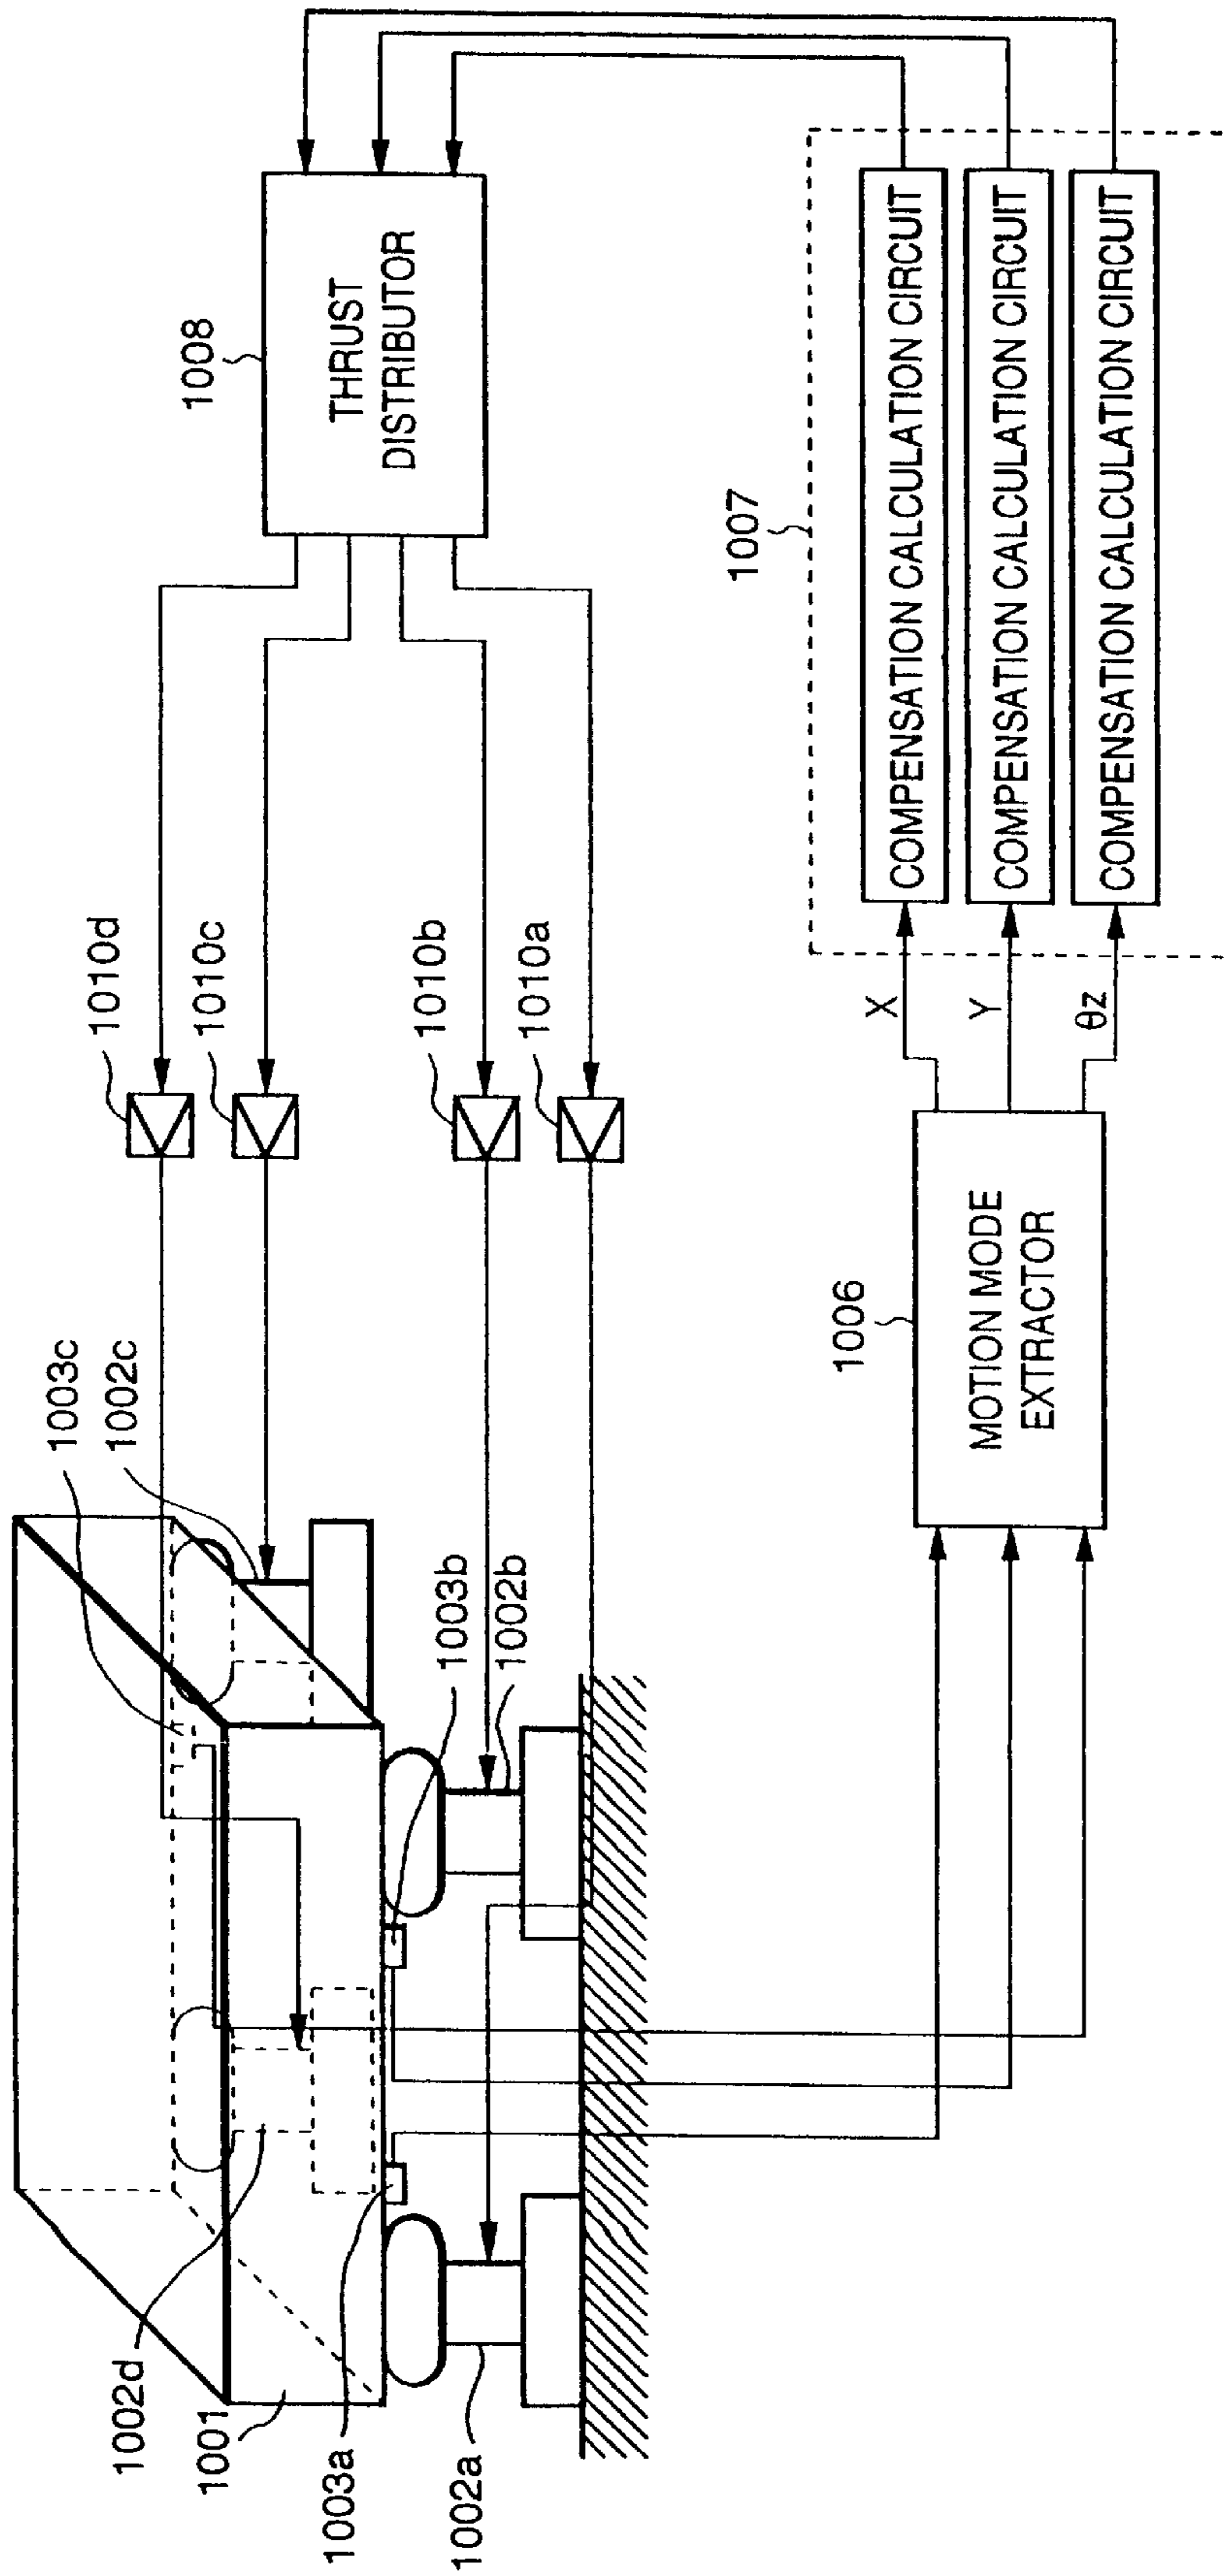 1003c
1002c
1010d
1010c
1008
THRUST
DISTRIBUTOR
1002d
1001
1003a
1002a
1003b
1002b
1010b
1010a
1007
1006
MOTION MODE
EXTRACTOR
X
Y
θz
COMPENSATION CALCULATION CIRCUIT
COMPENSATION CALCULATION CIRCUIT
COMPENSATION CALCULATION CIRCUIT